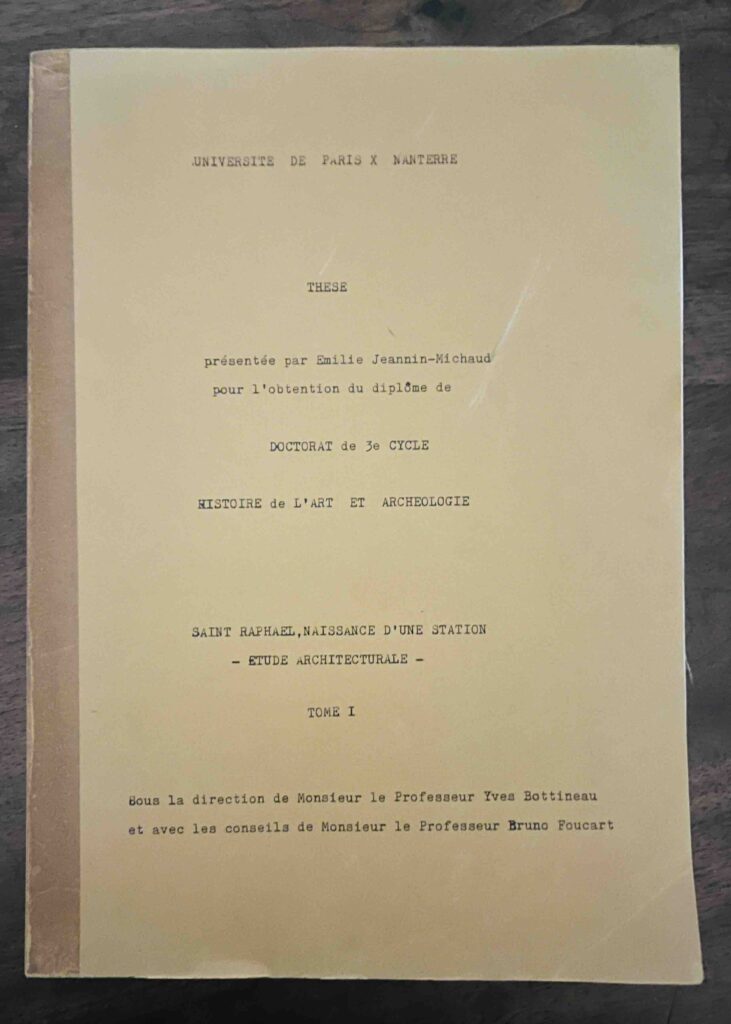 UNIVERSITE DE PARIS X NANTERRE
THESE
présentée par Emilie Jeannin-Michaud
pour l'obtention du diplôme de
DOCTORAT de 3e CYCLE
HISTOIRE de L'ART ET ARCHEOLOGIE
SAINT RAPHAEL,NAISSANCE D'UNE STATION
- ETUDE ARCHITECTURALE -
TOME I
Sous la direction de Monsieur le Professeur Yves Bottineau
et avec les conseils de Monsieur le Professeur Bruno Foucart